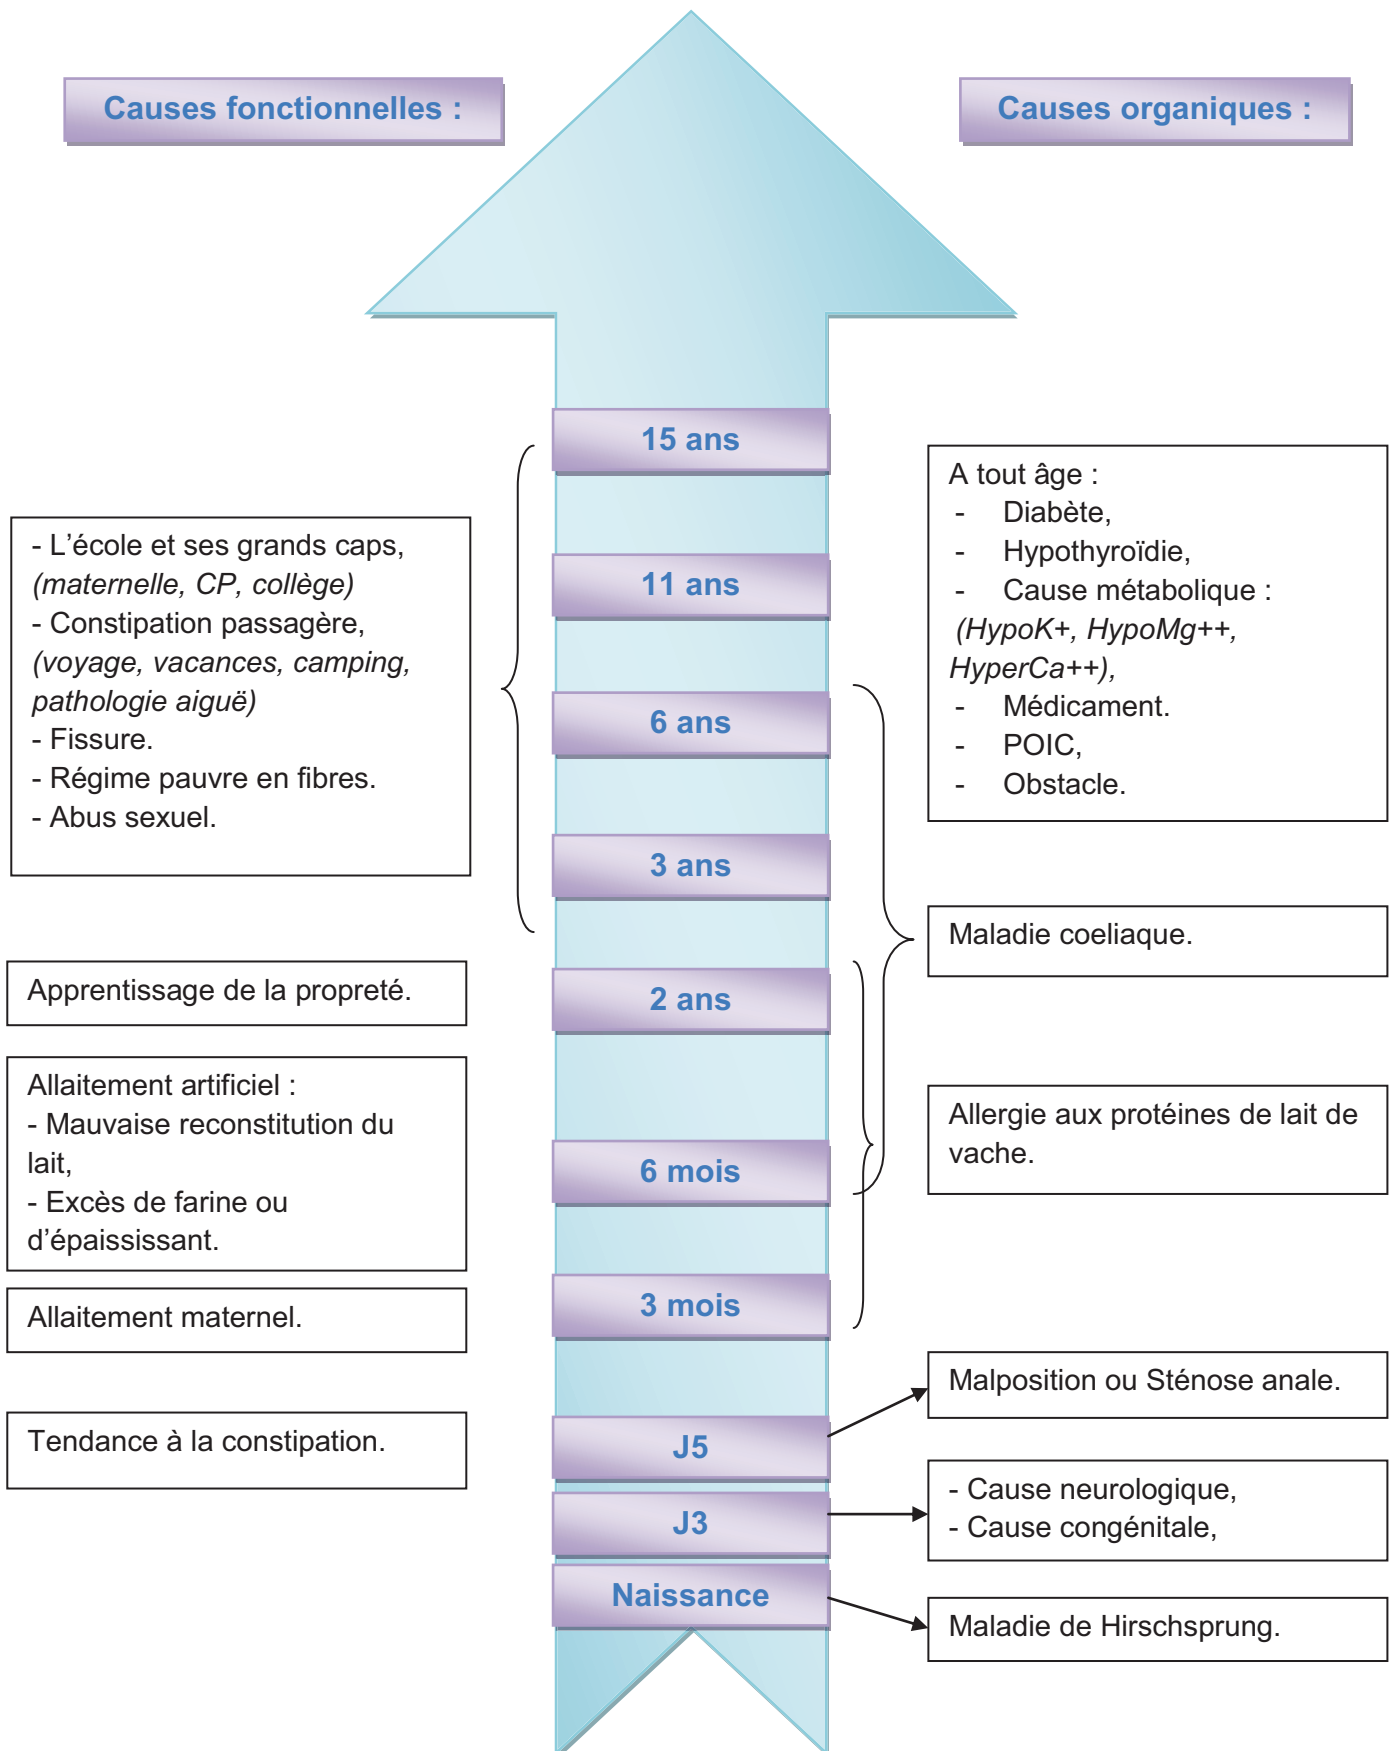 Causes fonctionnelles :
Causes organiques :
15 ans
11 ans
6 ans
3 ans
2 ans
6 mois
3 mois
J5
J3
Naissance
- L’école et ses grands caps,
(maternelle, CP, collège)
- Constipation passagère,
(voyage, vacances, camping,
pathologie aiguë)
- Fissure.
- Régime pauvre en fibres.
- Abus sexuel.
Apprentissage de la propreté.
Allaitement artificiel :
- Mauvaise reconstitution du
lait,
- Excès de farine ou
d’épaississant.
Allaitement maternel.
Tendance à la constipation.
A tout âge :
- Diabète,
- Hypothyroïdie,
- Cause métabolique :
(HypoK+, HypoMg++,
HyperCa++),
- Médicament.
- POIC,
- Obstacle.
Maladie coeliaque.
Allergie aux protéines de lait de
vache.
Malposition ou Sténose anale.
- Cause neurologique,
- Cause congénitale,
Maladie de Hirschsprung.